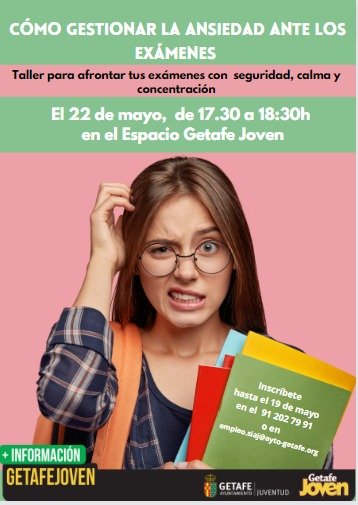 CÓMO GESTIONAR LA ANSIEDAD ANTE LOS
EXÁMENES
Taller para afrontar tus exámenes con seguridad, calma y
concentración
El 22 de mayo, de 17.30 a 18:30h
en el Espacio Getafe Joven
Inscríbete
hasta el 19 de mayo
en el 91 202 79 91
o en
empleo.siaj@ayto-getafe.org
+ INFORMACIÓN
GETAFEJOVEN
GETAFE
AYUNTAMIENTO
JUVENTUD
Getafe
Joven